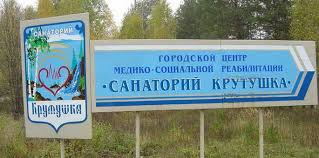 САНАТОРИЙ
Крутушка
ГОРОДСКОЙ ЦЕНТР
МЕДИКО-СОЦИАЛЬНОЙ РЕАБИЛИТАЦИИ
• САНАТОРИЙ КРУТУШКА •